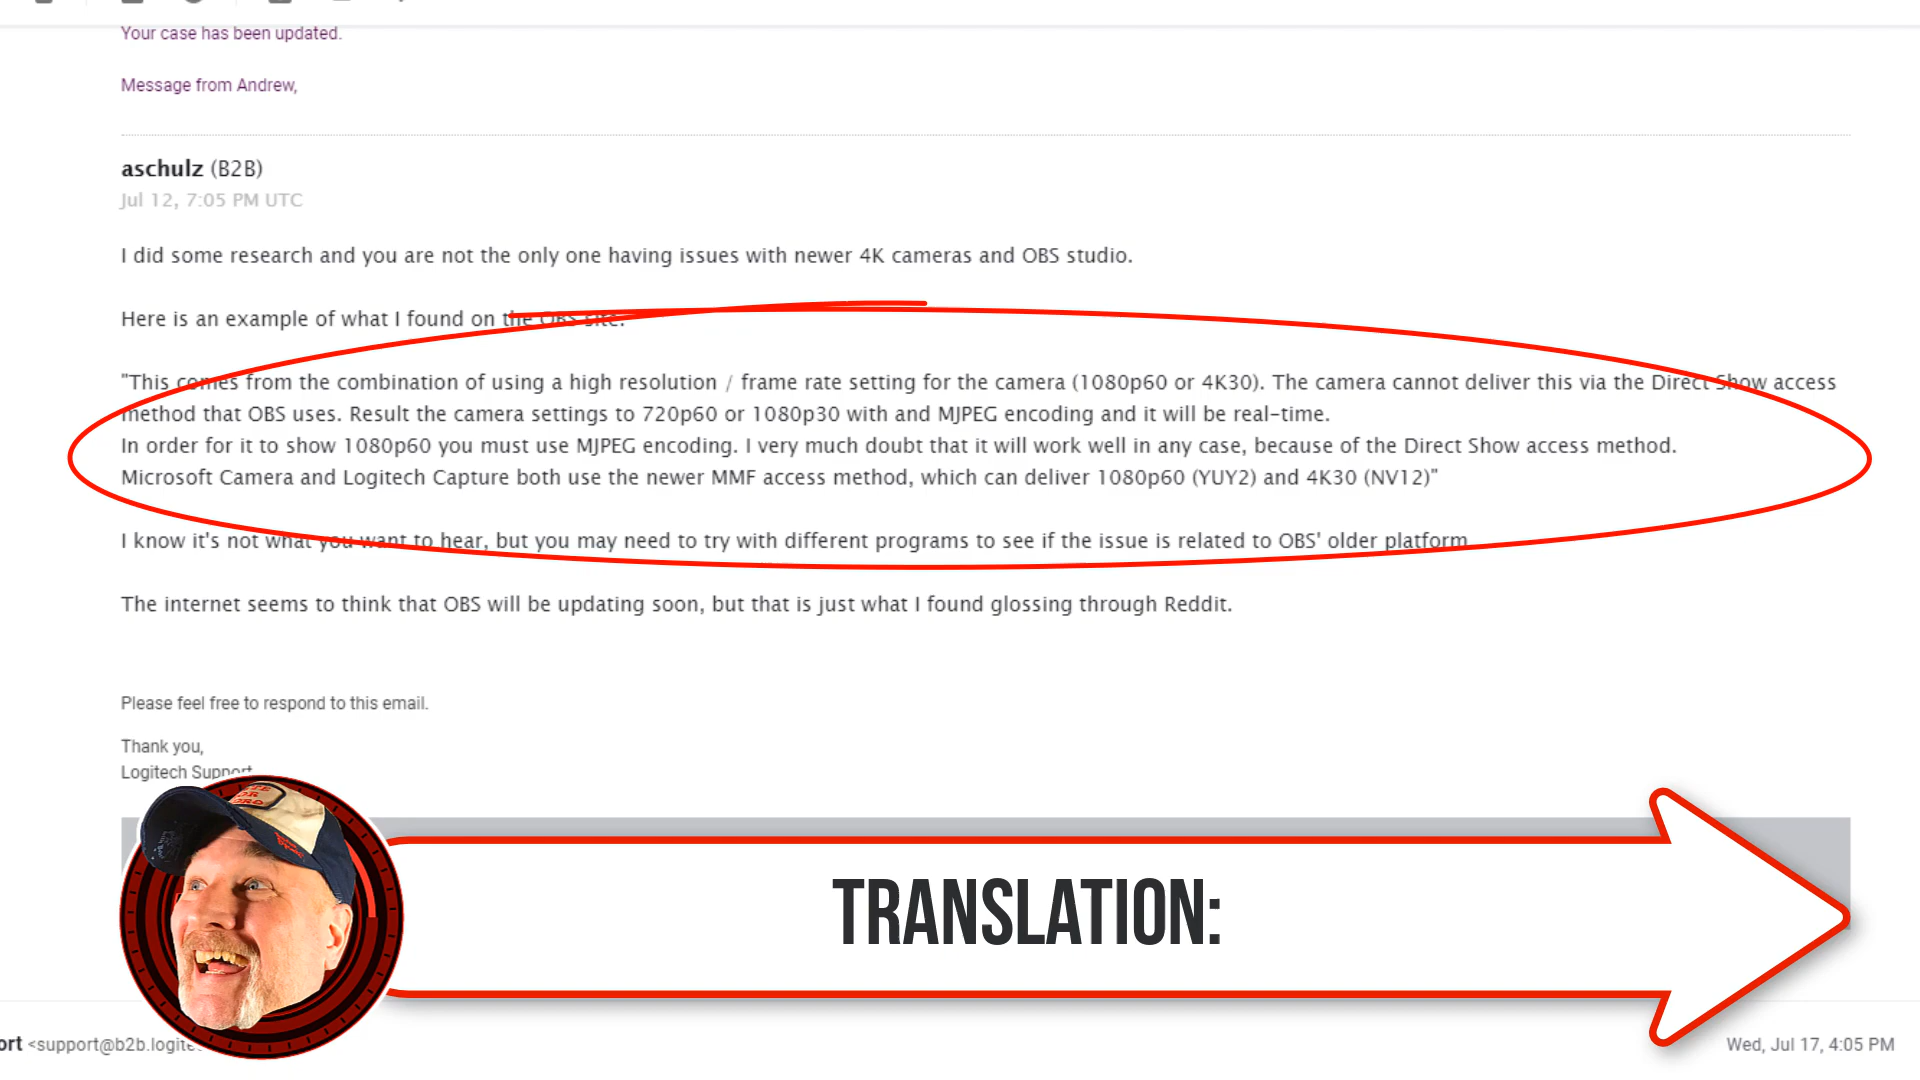 Your case has been updated.
Message from Andrew,
aschulz (B2B)
Jul 12, 7:05 PM UTC
I did some research and you are not the only one having issues with newer 4K cameras and OBS studio.
Here is an example of what I found on the OBS site:
"This comes from the combination of using a high resolution / frame rate setting for the camera (1080p60 or 4K30). The camera cannot deliver this via the Direct Show access
method that OBS uses. Result the camera settings to 720p60 or 1080p30 with and MJPEG encoding and it will be real-time.
In order for it to show 1080p60 you must use MJPEG encoding. I very much doubt that it will work well in any case, because of the Direct Show access method.
Microsoft Camera and Logitech Capture both use the newer MMF access method, which can deliver 1080p60 (YUY2) and 4K30 (NV12)"
I know it's not what you want to hear, but you may need to try with different programs to see if the issue is related to OBS' older platform
The internet seems to think that OBS will be updating soon, but that is just what I found glossing through Reddit.
Please feel free to respond to this email.
Thank you,
Logitech Support
TRANSLATION:
ort <support@b2b.logite
Wed, Jul 17, 4:05 PM